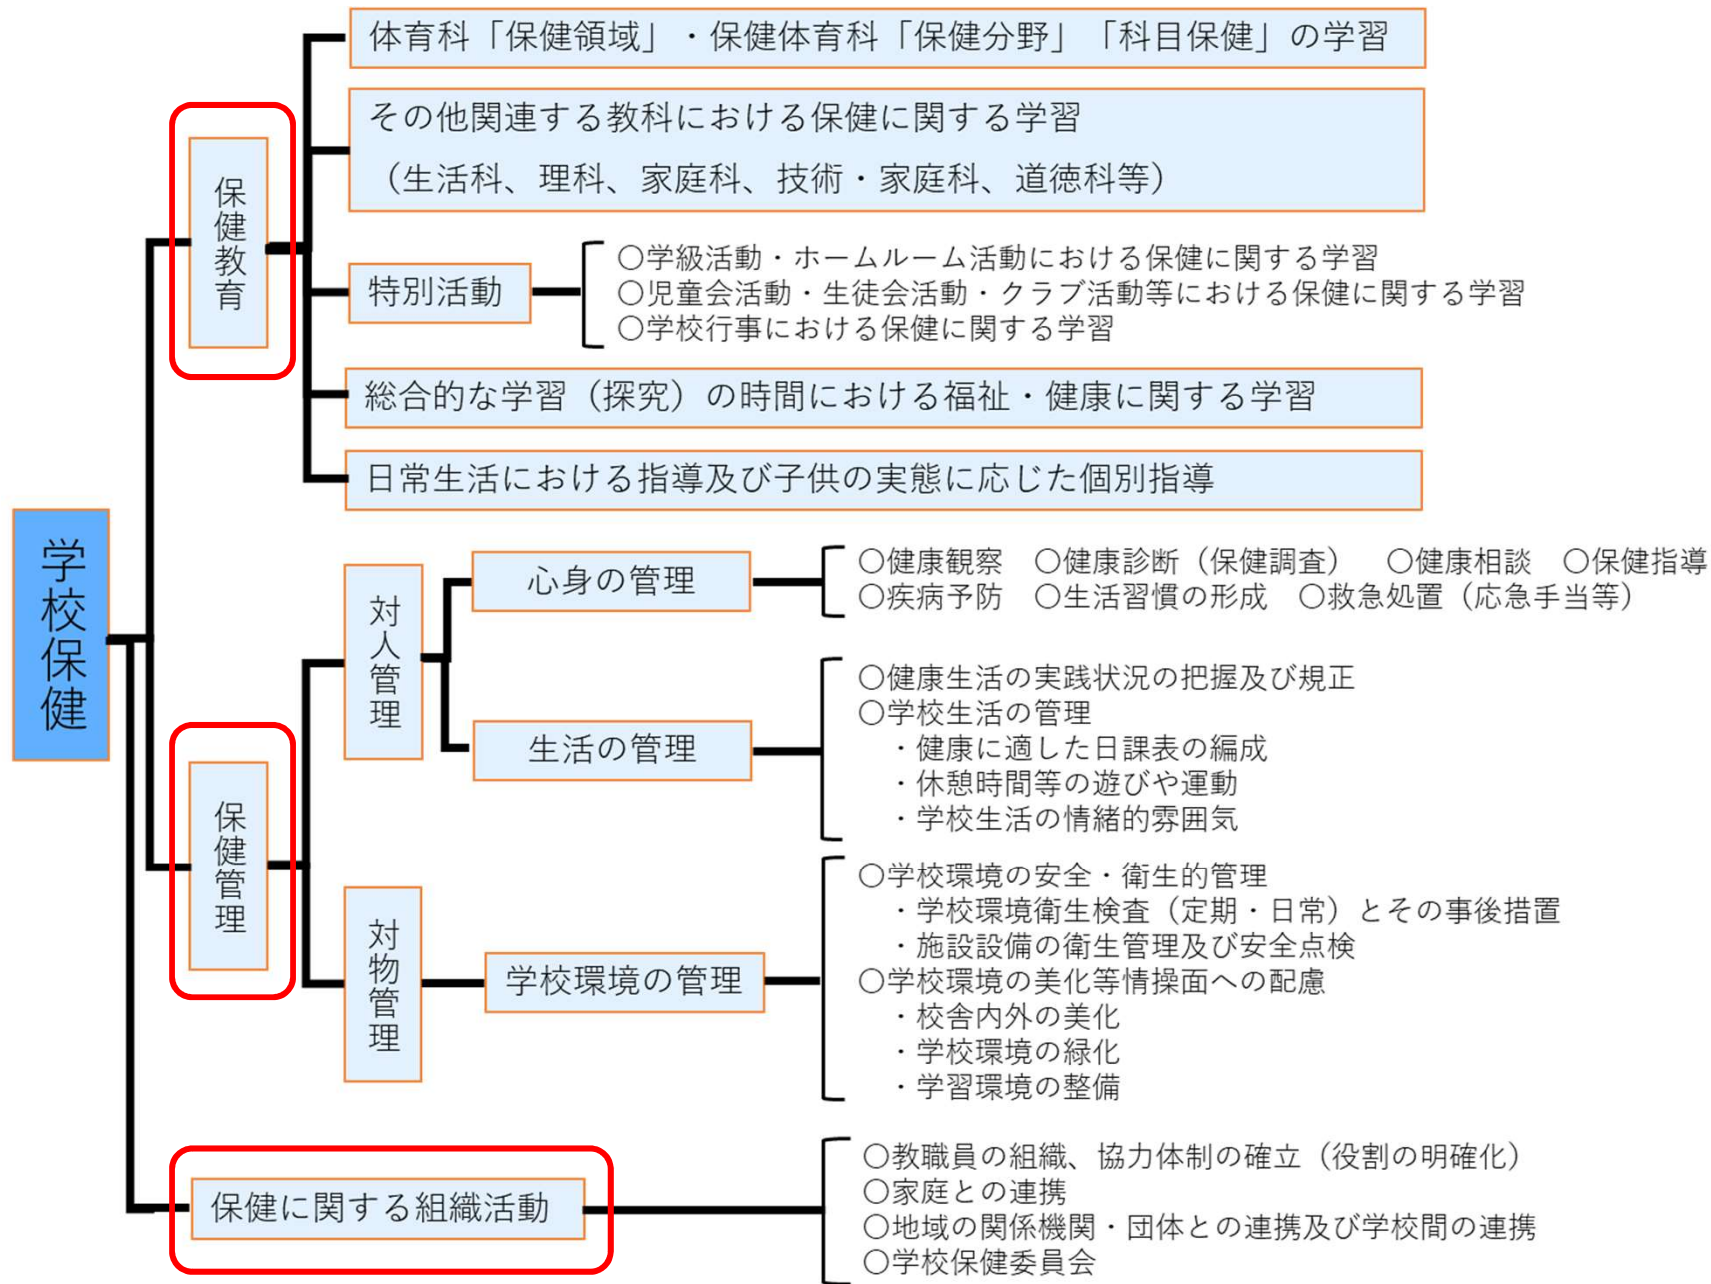 学校保健
保健教育
体育科「保健領域」・保健体育科「保健分野」「科目保健」の学習
その他関連する教科における保健に関する学習
（生活科、理科、家庭科、技術・家庭科、道徳科等）
特別活動
○学級活動・ホームルーム活動における保健に関する学習
○児童会活動・生徒会活動・クラブ活動等における保健に関する学習
○学校行事における保健に関する学習
総合的な学習（探究）の時間における福祉・健康に関する学習
日常生活における指導及び子供の実態に応じた個別指導
保健管理
対人管理
心身の管理
○健康観察　○健康診断（保健調査）　○健康相談　○保健指導
○疾病予防　○生活習慣の形成　○救急処置（応急手当等）
生活の管理
○健康生活の実践状況の把握及び規正
○学校生活の管理
・健康に適した日課表の編成
・休憩時間等の遊びや運動
・学校生活の情緒的雰囲気
対物管理
学校環境の管理
○学校環境の安全・衛生的管理
・学校環境衛生検査（定期・日常）とその事後措置
・施設設備の衛生管理及び安全点検
○学校環境の美化等情操面への配慮
・校舎内外の美化
・学校環境の緑化
・学習環境の整備
保健に関する組織活動
○教職員の組織、協力体制の確立（役割の明確化）
○家庭との連携
○地域の関係機関・団体との連携及び学校間の連携
○学校保健委員会